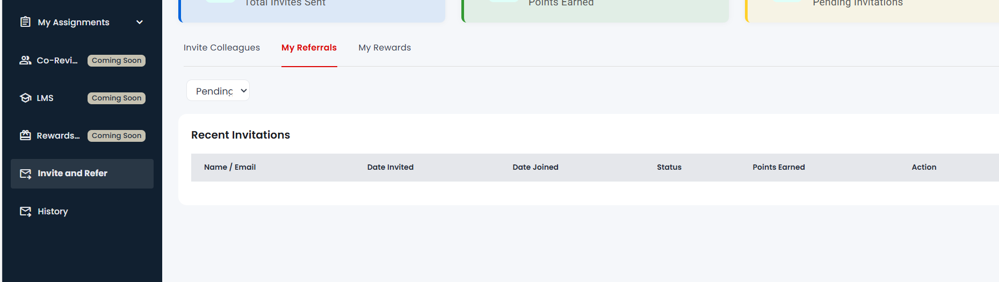 My Assignments
Co-Revi...
Coming Soon
LMS
Coming Soon
Rewards...
Coming Soon
Invite and Refer
History
Total Invites Sent
Points Earned
Pending Invitations
Invite Colleagues
My Referrals
My Rewards
Pending
Recent Invitations
Name / Email
Date Invited
Date Joined
Status
Points Earned
Action